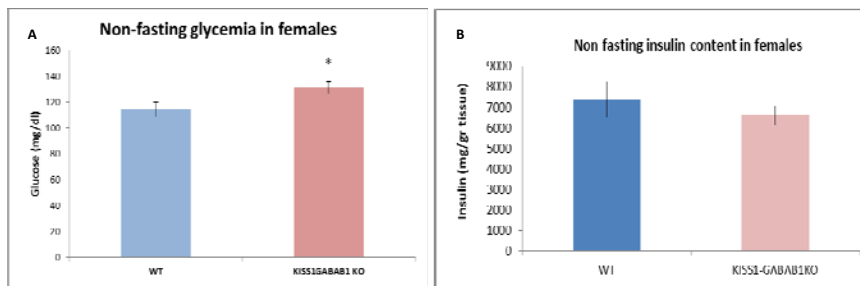 A
Non-fasting glycemia in females
160
140
120
100
80
60
40
20
0
Glucose (mg/dl)
*
WT
KISS1GABAB1 KO
B
Non fasting insulin content in females
9000
8000
7000
6000
5000
4000
3000
2000
1000
0
Insulin (mg/gr tissue)
WT
KISS1-GABAB1KO